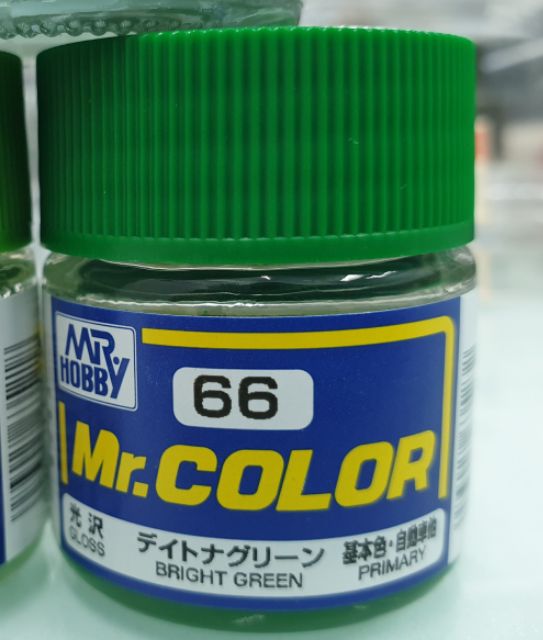 MR.
HOBBY
66
Mr.COLOR
光沢
GLOSS
デイトナグリーン
BRIGHT GREEN
基本色・自動車他
PRIMARY